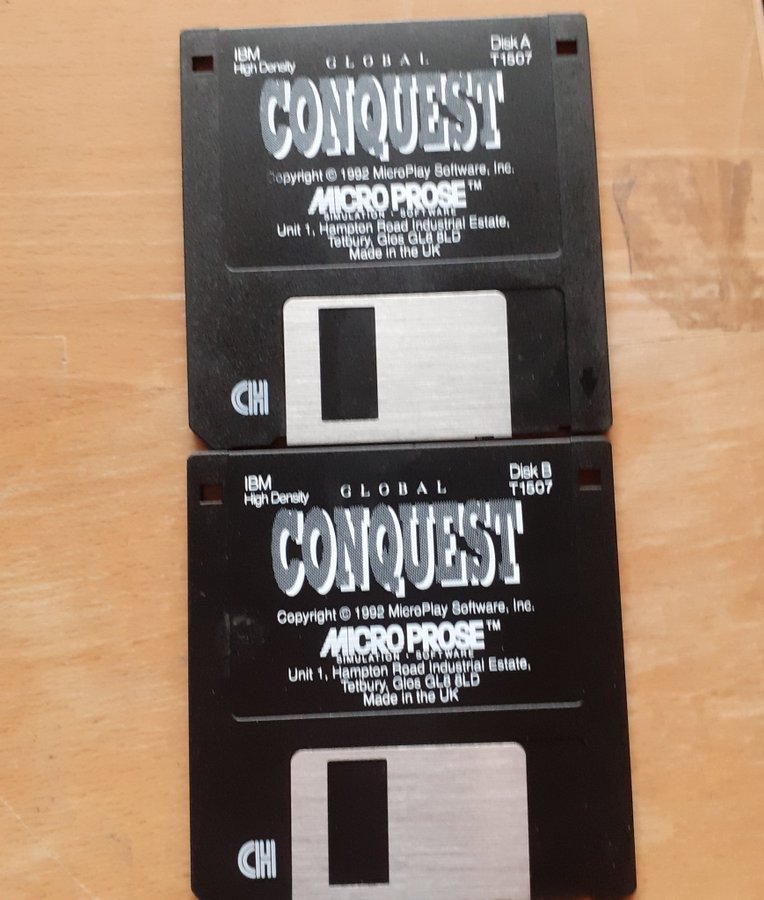 IBM
High Density
Disk A
T1507
GLOBAL
CONQUEST
Copyright © 1992 MicroPlay Software, Inc.
MICRO PROSE™
SIMULATION • SOFTWARE
Unit 1, Hampton Road Industrial Estate,
Tetbury, Glos GL8 8LD
Made in the UK
IBM
High Density
Disk B
T1507
GLOBAL
CONQUEST
Copyright © 1992 MicroPlay Software, Inc.
MICRO PROSE™
SIMULATION • SOFTWARE
Unit 1, Hampton Road Industrial Estate,
Tetbury, Glos GL8 8LD
Made in the UK